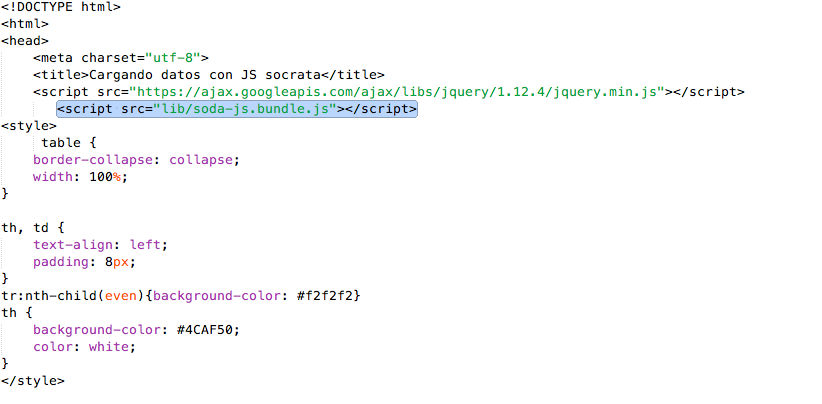 <!DOCTYPE html>
<html>
<head>
    <meta charset="utf-8">
    <title>Cargando datos con JS socrata</title>
    <script src="https://ajax.googleapis.com/ajax/libs/jquery/1.12.4/jquery.min.js"></script>
       <script src="lib/soda-js.bundle.js"></script>
<style>
     table {
    border-collapse: collapse;
    width: 100%;
}

th, td {
    text-align: left;
    padding: 8px;
}
tr:nth-child(even){background-color: #f2f2f2}
th {
    background-color: #4CAF50;
    color: white;
}
</style>